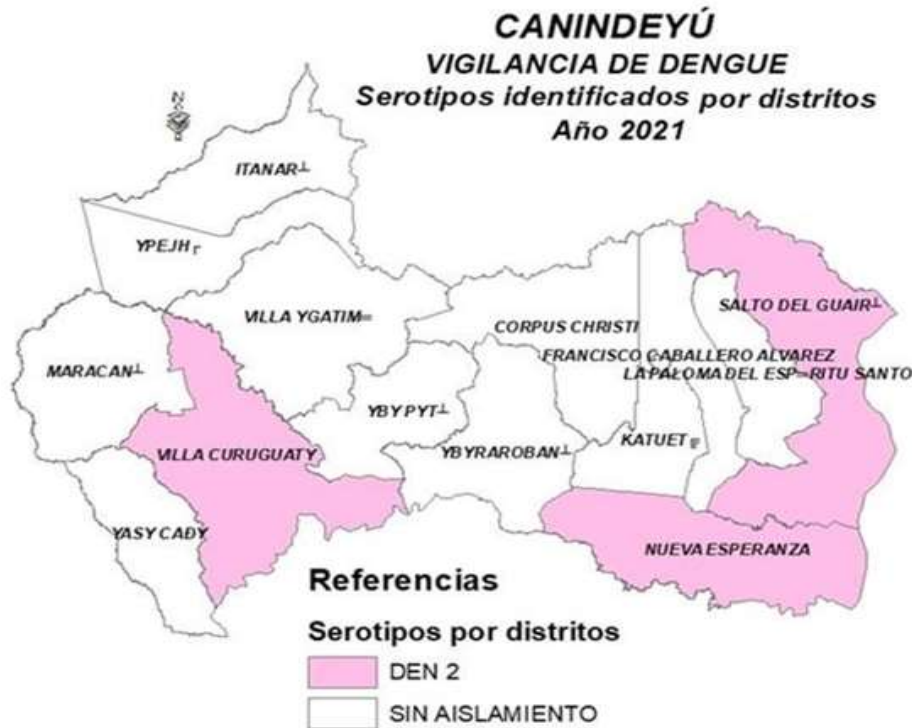 CANINDEYÚ
VIGILANCIA DE DENGUE
Serotipos identificados por distritos
Año 2021
N
ITANAR┴
YPEJH┌
VILLA YGATIM═
SALTO DEL GUAIR┴
CORPUS CHRISTI
FRANCISCO CABALLERO ALVAREZ
MARACAN┴
LA PALOMA DEL ESP═RITU SANTO
YBY PYT┴
KATUET╔
VILLA CURUGUATY
YBYRAROBAN┴
YASY CAÐY
NUEVA ESPERANZA
Referencias
Serotipos por distritos
DEN 2
SIN AISLAMIENTO